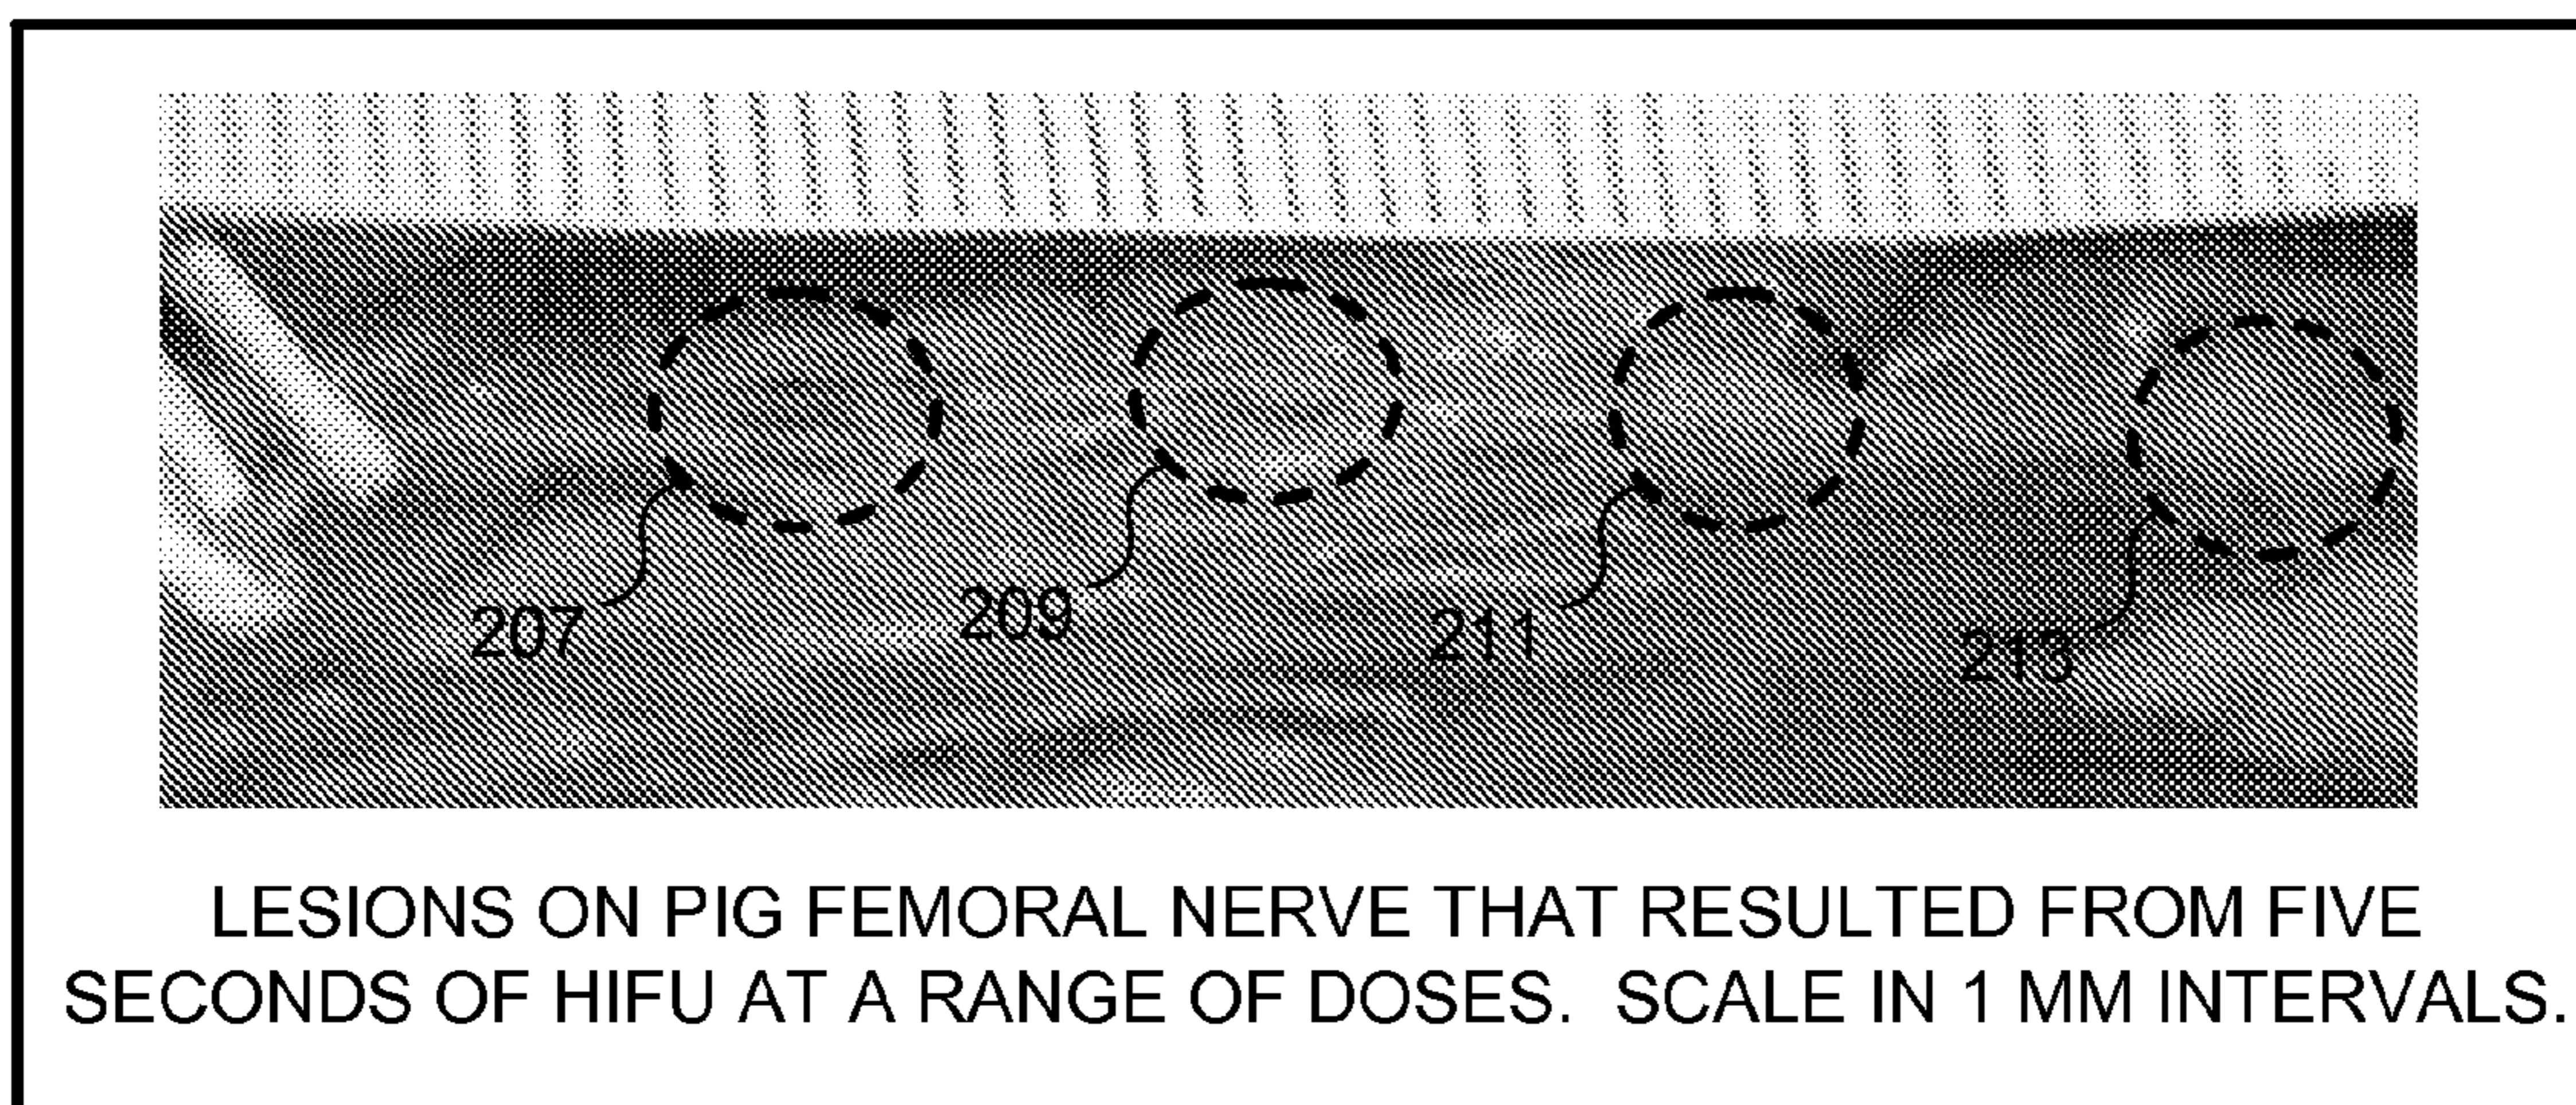 207
209
211
213
LESIONS ON PIG FEMORAL NERVE THAT RESULTED FROM FIVE
SECONDS OF HIFU AT A RANGE OF DOSES. SCALE IN 1 MM INTERVALS.